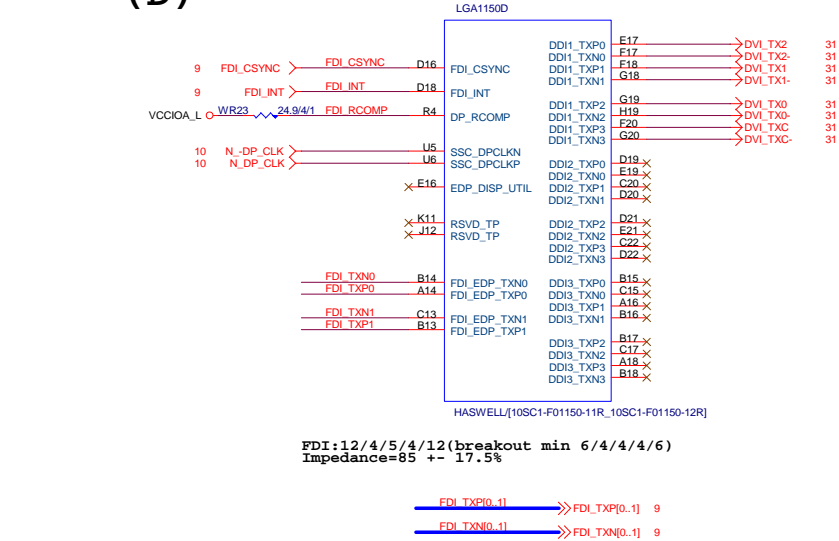 LGA1150D
9 FDI_CSYNC FDI_CSYNC D16 FDI_CSYNC
9 FDI_INT FDI_INT D18 FDI_INT
VCCIOA_L WR23 24.9/4/1 FDI_RCOMP R4 DP_RCOMP
10 N_-DP_CLK U5 SSC_DPCLKN
10 N_DP_CLK U6 SSC_DPCLKP
E16 EDP_DISP_UTIL
K11 RSVD_TP
J12 RSVD_TP
FDI_TXN0 B14 FDI_EDP_TXN0
FDI_TXP0 A14 FDI_EDP_TXP0
FDI_TXN1 C13 FDI_EDP_TXN1
FDI_TXP1 B13 FDI_EDP_TXP1
DDI1_TXP0 E17 DVI_TX2 31
DDI1_TXN0 F17 DVI_TX2- 31
DDI1_TXP1 F18 DVI_TX1 31
DDI1_TXN1 G18 DVI_TX1- 31
DDI1_TXP2 G19 DVI_TX0 31
DDI1_TXN2 H19 DVI_TX0- 31
DDI1_TXP3 F20 DVI_TXC 31
DDI1_TXN3 G20 DVI_TXC- 31
DDI2_TXP0 D19
DDI2_TXN0 E19
DDI2_TXP1 C20
DDI2_TXN1 D20
DDI2_TXP2 D21
DDI2_TXN2 E21
DDI2_TXP3 C22
DDI2_TXN3 D22
DDI3_TXP0 B15
DDI3_TXN0 C15
DDI3_TXP1 A16
DDI3_TXN1 B16
DDI3_TXP2 B17
DDI3_TXN2 C17
DDI3_TXP3 A18
DDI3_TXN3 B18
HASWELL/[10SC1-F01150-11R_10SC1-F01150-12R]
FDI:12/4/5/4/12(breakout min 6/4/4/4/6)
Impedance=85 +- 17.5%
FDI_TXP[0..1] FDI_TXP[0..1] 9
FDI_TXN[0..1] FDI_TXN[0..1] 9